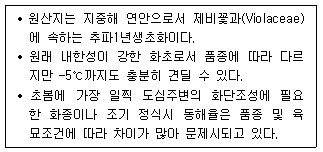 • 원산지는 지중해 연안으로서 제비꽃과(Violaceae)
에 속하는 추파1년생초화이다.
• 원래 내한성이 강한 화초로서 품종에 따라 다르
지만 -5℃까지도 충분히 견딜 수 있다.
• 초봄에 가장 일찍 도심주변의 화단조성에 필요
한 화종이나 조기 정식시 동해율은 품종 및 육
묘조건에 따라 차이가 많아 문제시되고 있다.